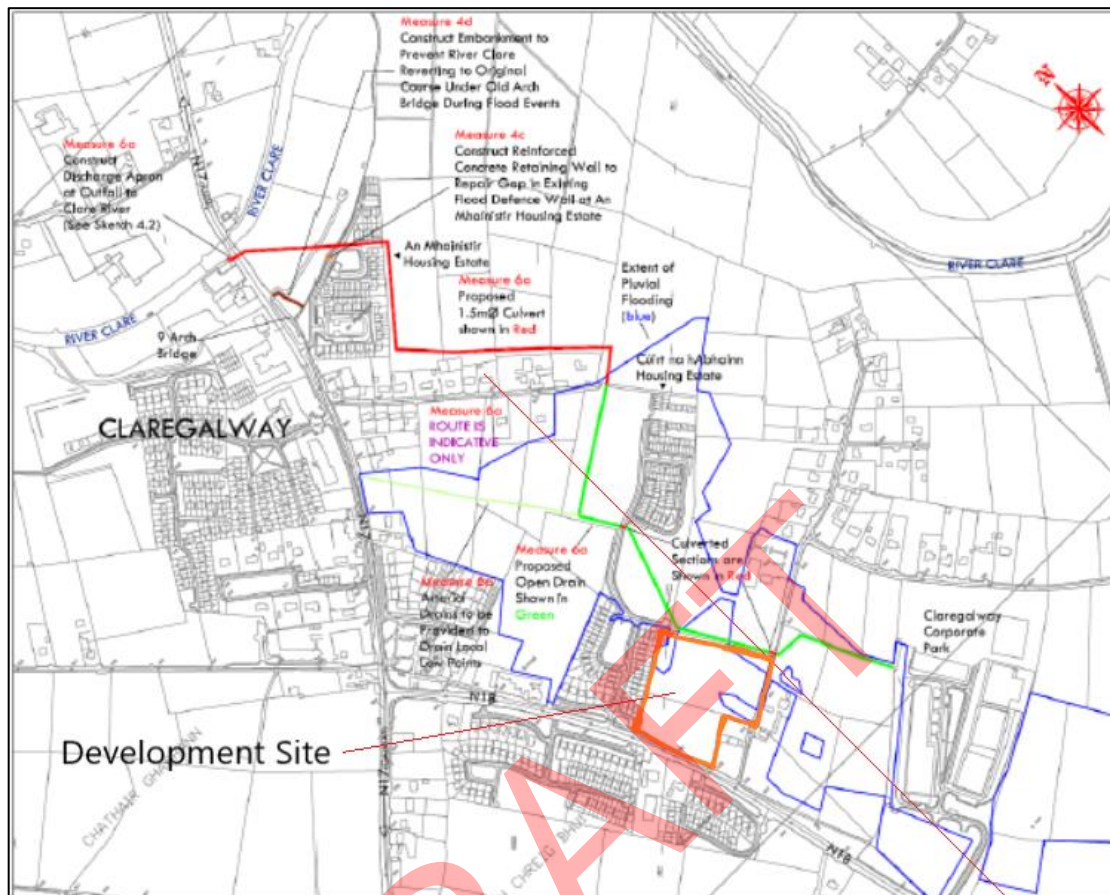 Measure 4d
Construct Embankment to
Prevent River Clare
Reverting to Original
Course Under Old Arch
Bridge During Flood Events
Measure 6a
Construct
Discharge Apron
at Outfall to
Clare River
(See Sketch 4.2)
Measure 4c
Construct Reinforced
Concrete Retaining Wall to
Repair Gap in Existing
Flood Defence Wall at An
Mhainistir Housing Estate
N17
RIVER CLARE
An Mhainistir
Housing Estate
Measure 6a
Proposed
1.5mØ Culvert
shown in Red
Extent of
Pluvial
Flooding
(blue)
RIVER CLARE
RIVER CLARE
9 Arch
Bridge
Cúirt na hAbhainn
Housing Estate
CLAREGALWAY
Measure 6a
ROUTE IS
INDICATIVE
ONLY
N17
Measure 6a
Proposed
Open Drain
Shown in
Green
Culverted
Sections are
Shown in Red
Arterial
Drains to be
Provided to
Drain Local
Low Points
Claregalway
Corporate
Park
N18
Development Site
N17
N18
DRAFT